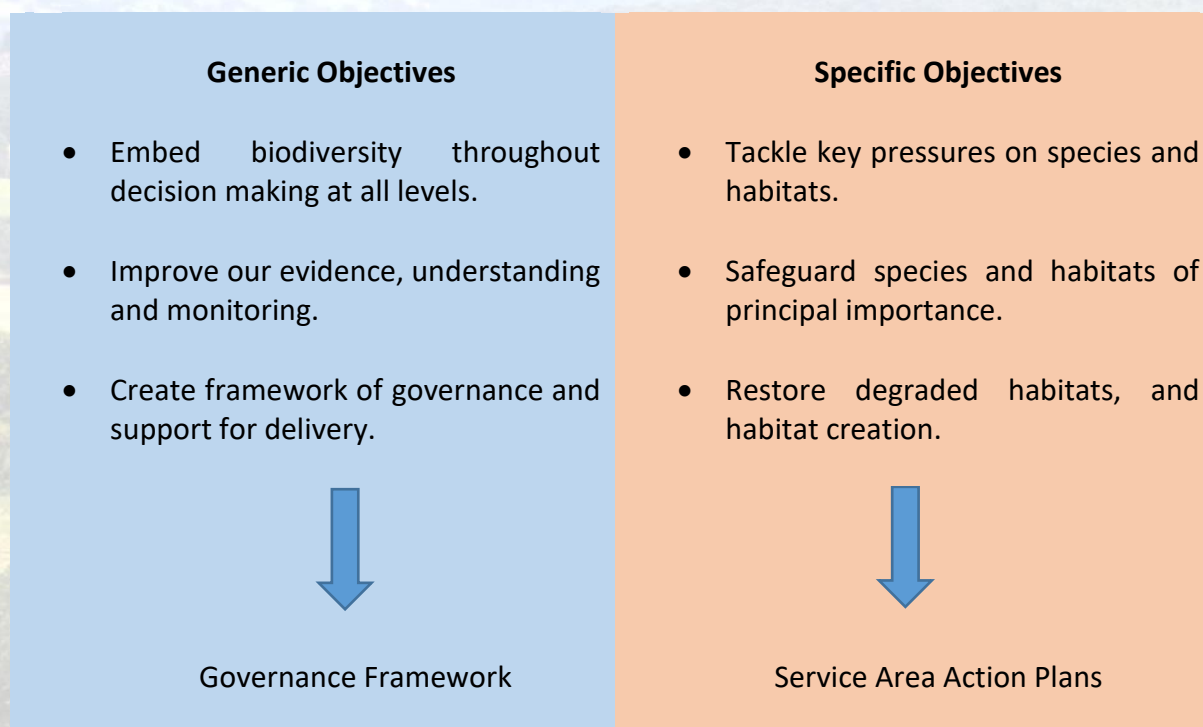 Generic Objectives
• Embed biodiversity throughout
decision making at all levels.
• Improve our evidence, understanding
and monitoring.
• Create framework of governance and
support for delivery.
Governance Framework
Specific Objectives
• Tackle key pressures on species and
habitats.
• Safeguard species and habitats of
principal importance.
• Restore degraded habitats, and
habitat creation.
Service Area Action Plans